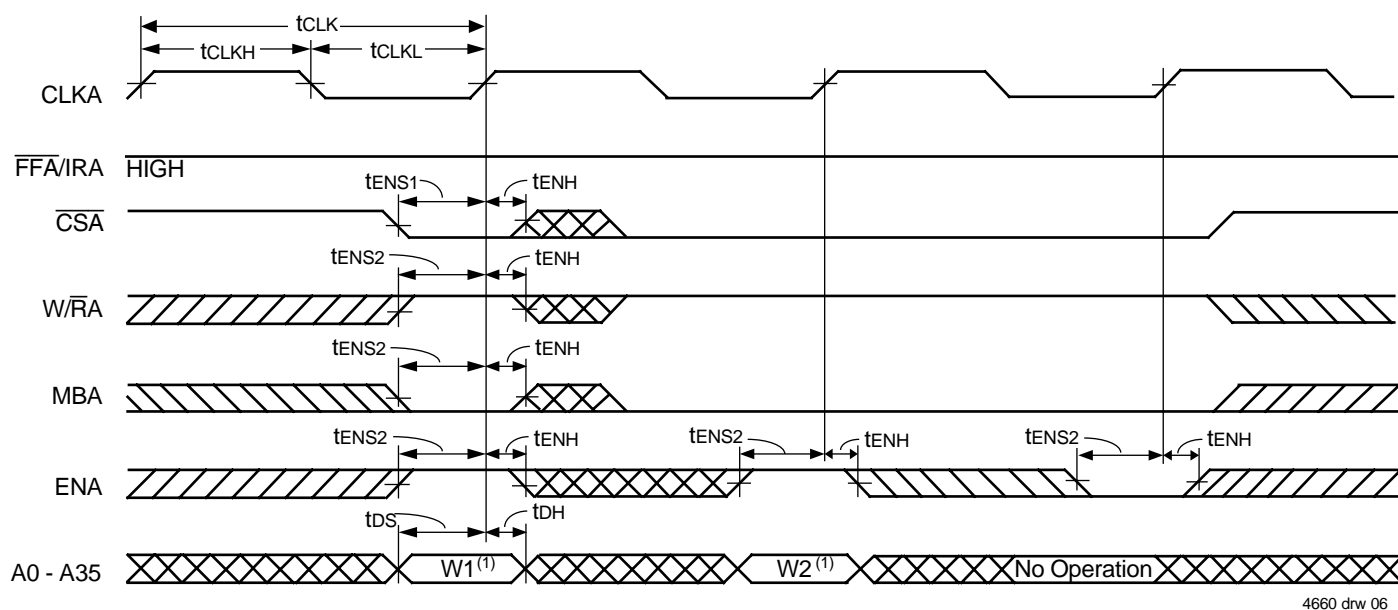 tCLK
tCLKH tCLKL
CLKA
FFA/IRA HIGH
tENS1 tENH
CSA
tENS2 tENH
W/RA
tENS2 tENH
MBA
tENS2 tENH tENS2 tENH tENS2 tENH
ENA
tDS tDH
A0 - A35 W1(1) W2(1) No Operation
4660 drw 06